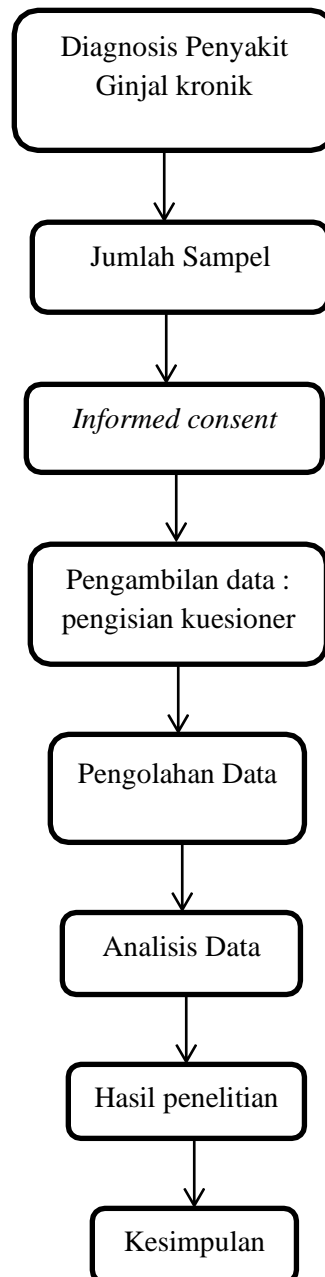 Diagnosis Penyakit
Ginjal kronik
Jumlah Sampel
Informed consent
Pengambilan data :
pengisian kuesioner
Pengolahan Data
Analisis Data
Hasil penelitian
Kesimpulan